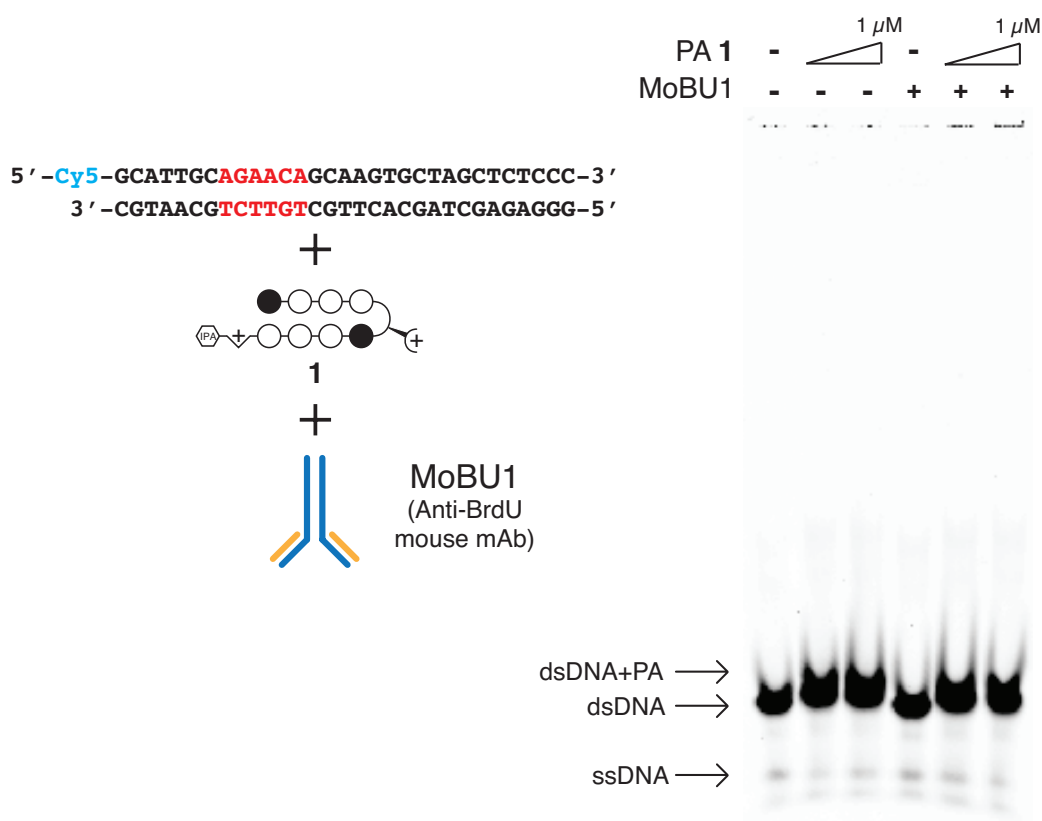 5′-Cy5-GCATTGCAGAACAGCAAGTGCTAGCTCTCCC-3′
3′-CGTAACGTCTTGTCGTTCACGATCGAGAGGG-5′
+
IPA + +
1
+
MoBU1
(Anti-BrdU
mouse mAb)
1 µM 1 µM
PA 1 - -
MoBU1 - - - + + +
dsDNA+PA
dsDNA
ssDNA